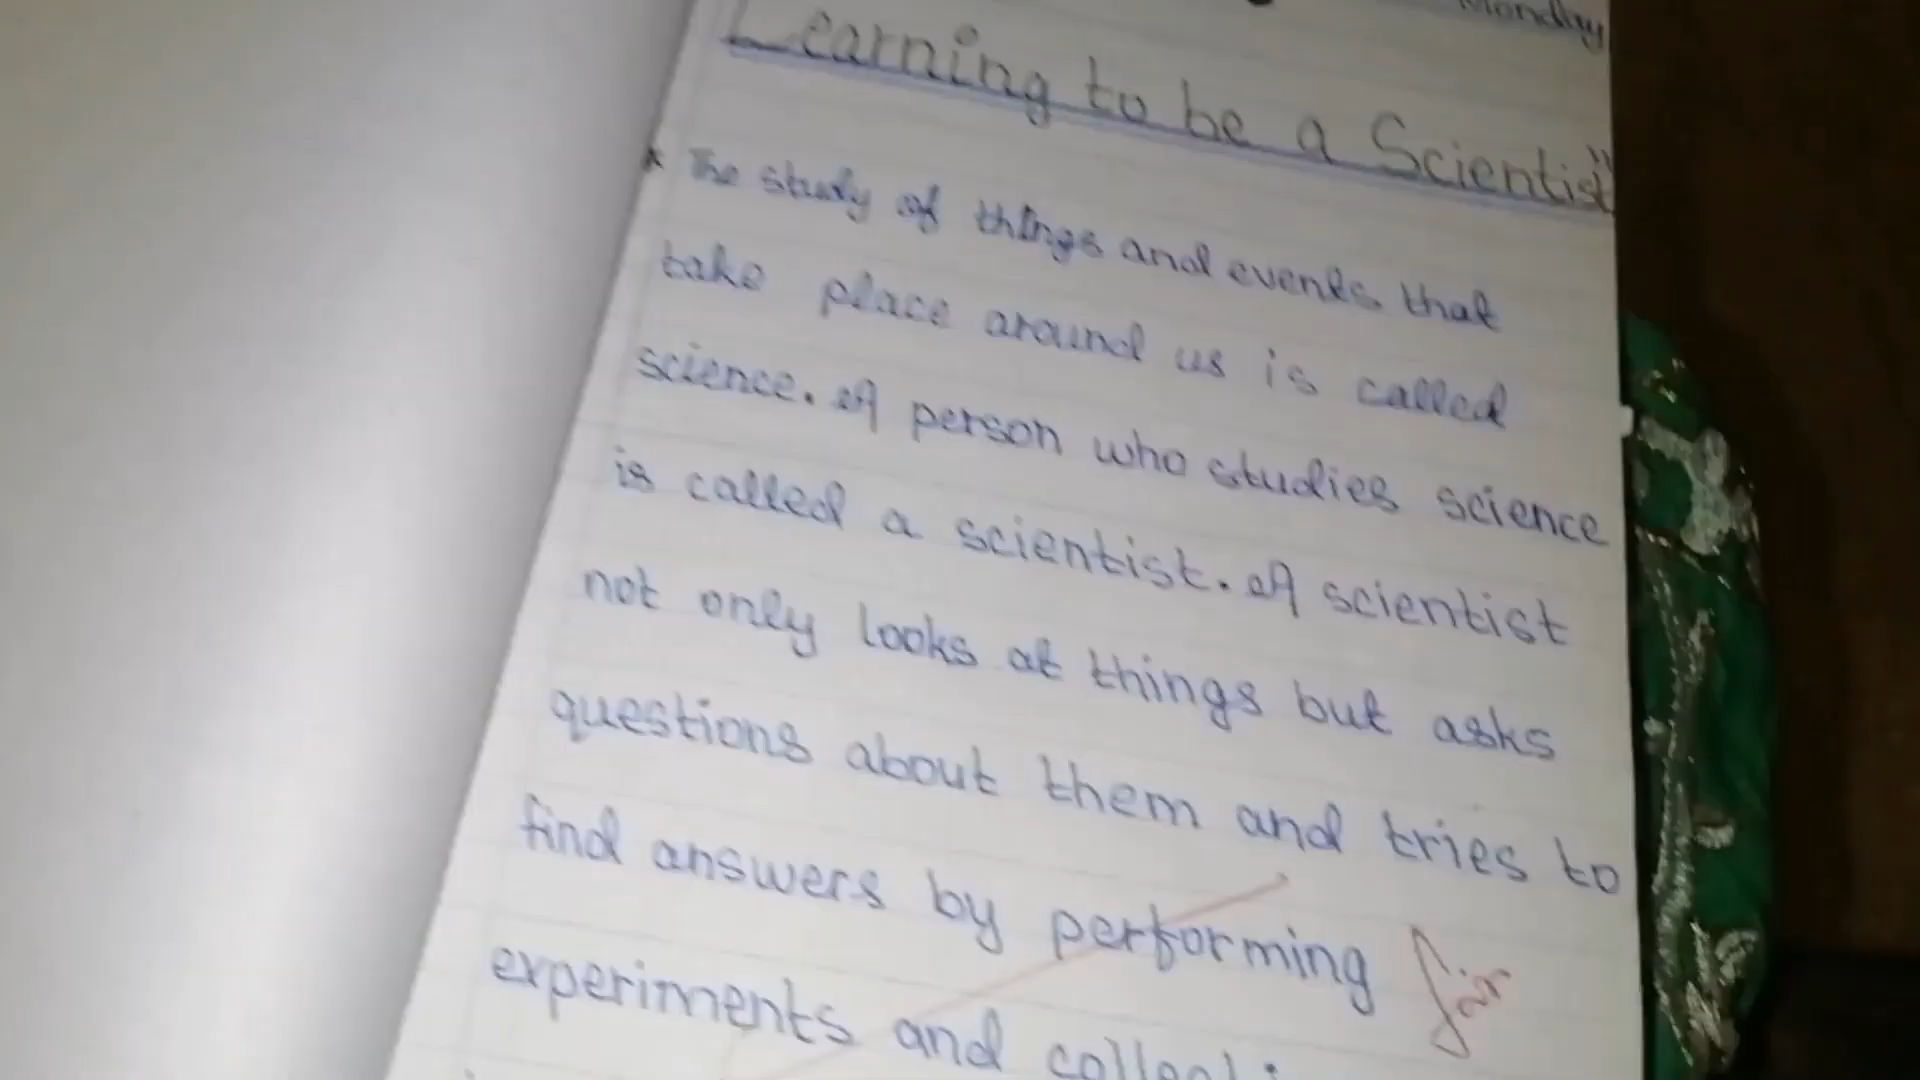 Monday
Learning to be a Scientist"
* The study of things and events that
take place around us is called
science. A person who studies science
is called a scientist. A scientist
not only looks at things but asks
questions about them and tries to
find answers by performing
experiments and